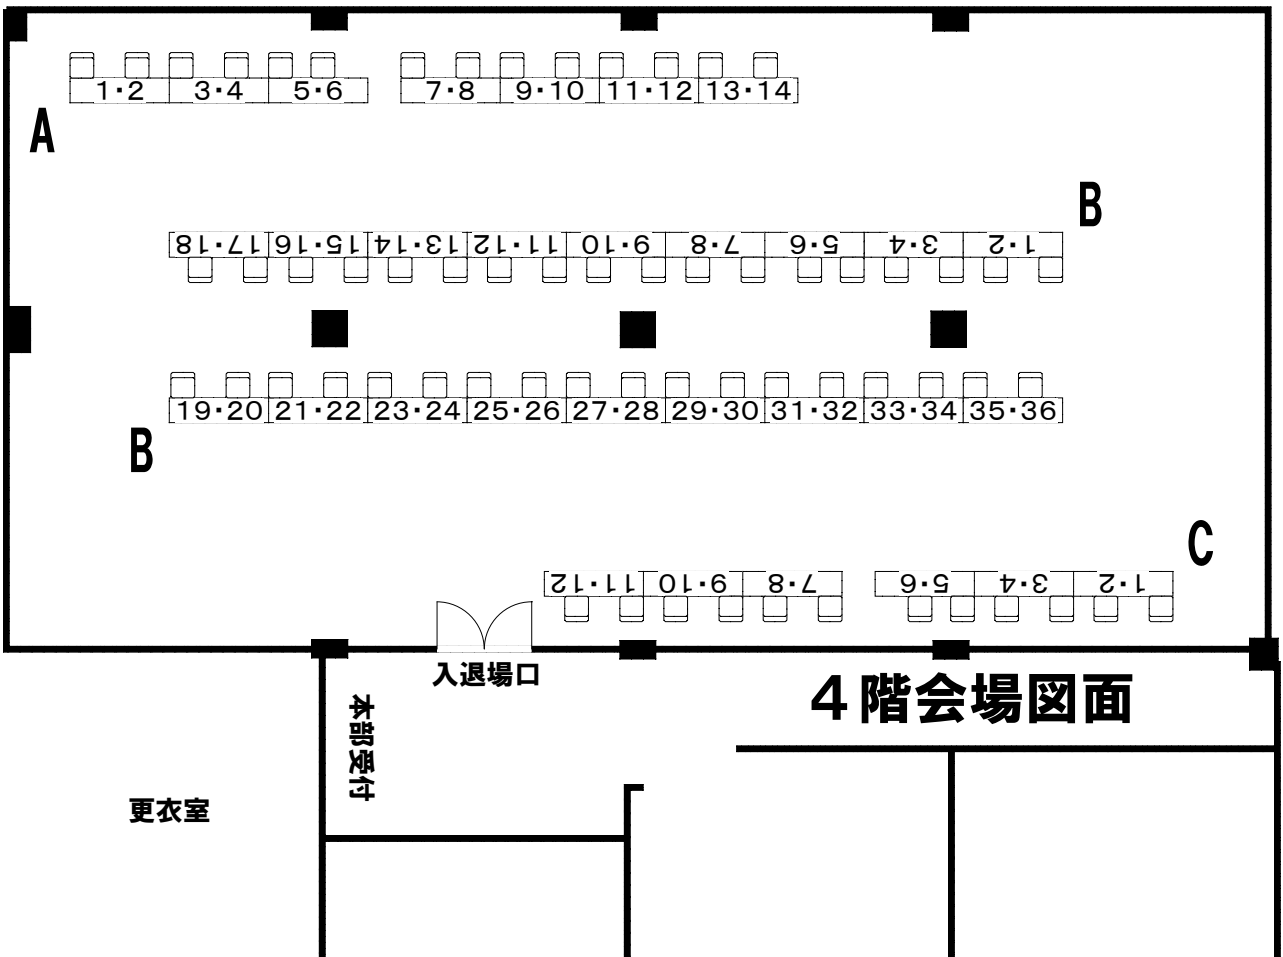 1・2 3・4 5・6 7・8 9・10 11・12 13・14
A
B
17・18 15・16 13・14 11・12 9・10 7・8 5・6 3・4 1・2
19・20 21・22 23・24 25・26 27・28 29・30 31・32 33・34 35・36
B
C
11・12 9・10 7・8 5・6 3・4 1・2
入退場口
4階会場図面
本部受付
更衣室